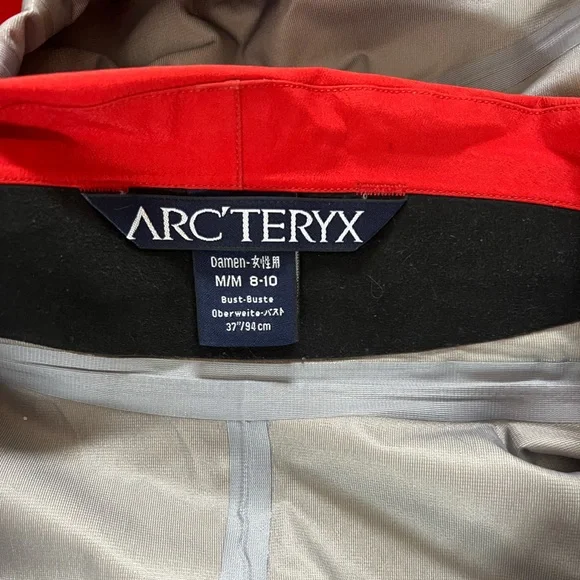 ARC'TERYX
Damen-女性用
M/M 8-10
Bust-Buste
Oberweite-バスト
37"/94cm